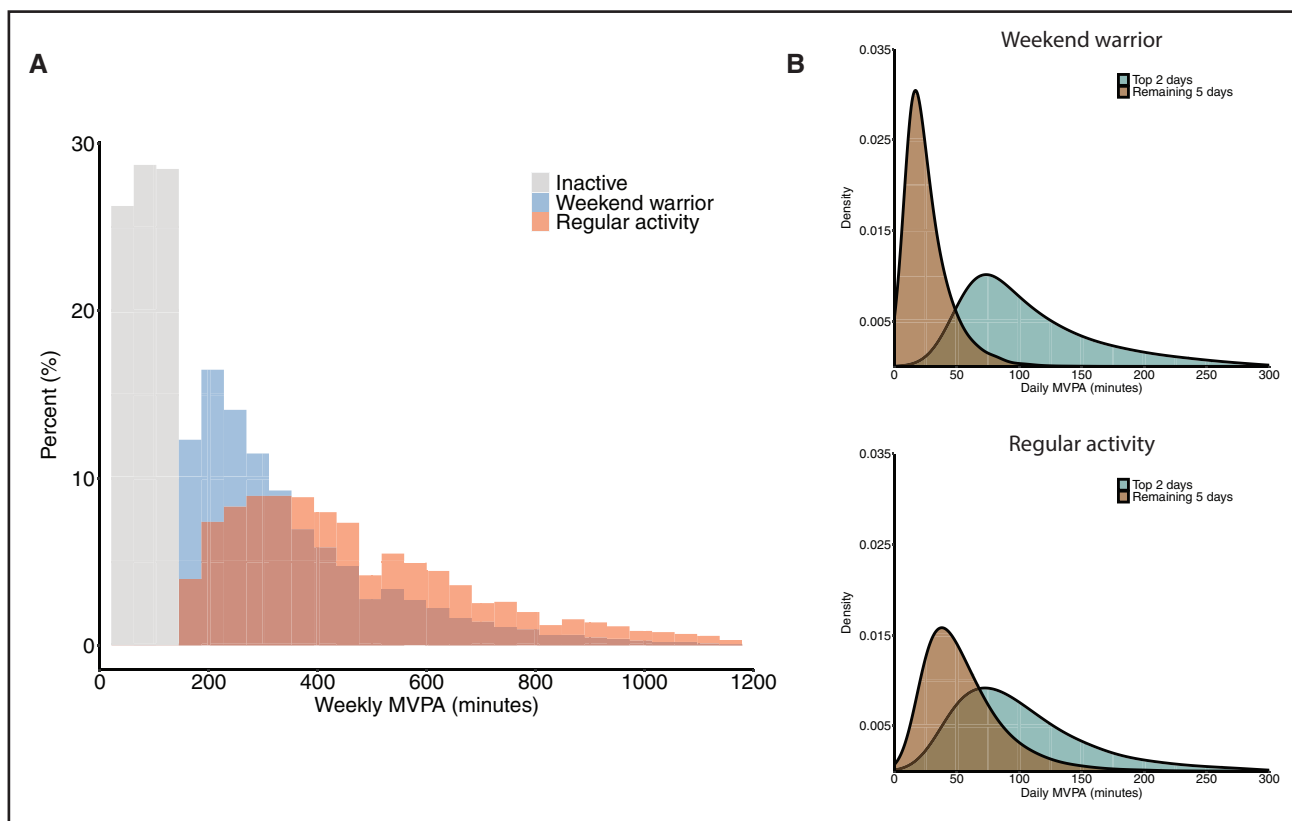 A
30
20
10
0
Percent (%)
Inactive
Weekend warrior
Regular activity
0 200 400 600 800 1000 1200
Weekly MVPA (minutes)
B
Weekend warrior
0.035
0.025
0.015
0.005
Density
Top 2 days
Remaining 5 days
0 50 100 150 200 250 300
Daily MVPA (minutes)
Regular activity
0.035
0.025
0.015
0.005
Density
Top 2 days
Remaining 5 days
0 50 100 150 200 250 300
Daily MVPA (minutes)